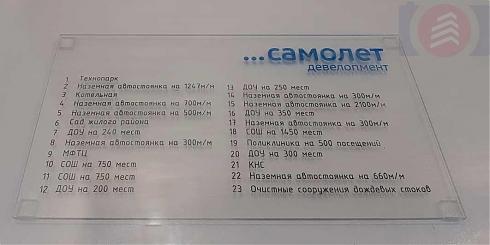 ...самолет
девелопмент
1 Технопарк
2 Наземная автостоянка на 1247м/м
3 Котельная
4 Наземная автостоянка на 700м/м
5 Наземная автостоянка на 500м/м
6 Сад жилого района
7 ДОУ на 240 мест
8 Наземная автостоянка на 300м/м
9 МФТЦ
10 СОШ на 750 мест
11 СОШ на 750 мест
12 ДОУ на 200 мест
13 ДОУ на 250 мест
14 Наземная автостоянка на 300м/м
15 Наземная автостоянка на 2100м/м
16 ДОУ на 350 мест
17 Наземная автостоянка на 300м/м
18 СОШ на 1450 мест
19 Поликлиника на 500 посещений
20 ДОУ на 300 мест
21 КНС
22 Наземная автостоянка на 660м/м
23 Очистные сооружения дождевых стоков